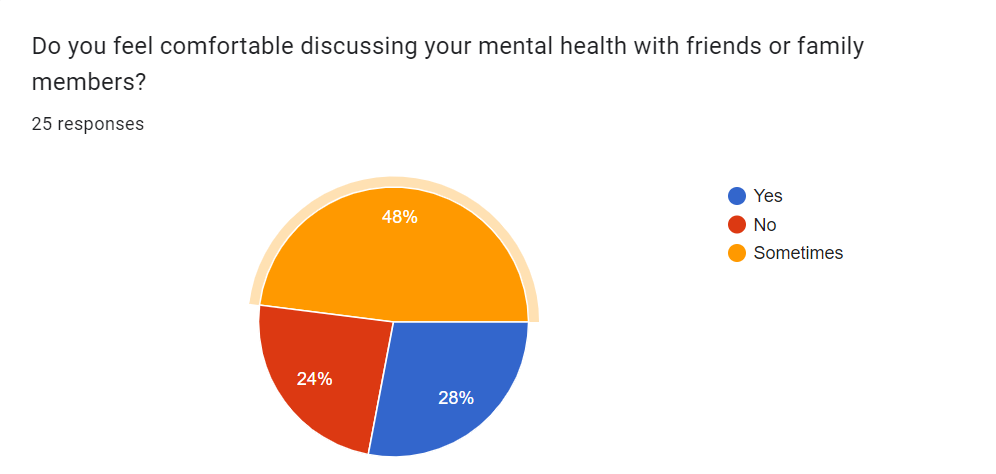 Do you feel comfortable discussing your mental health with friends or family
members?
25 responses
48%
24%
28%
Yes
No
Sometimes